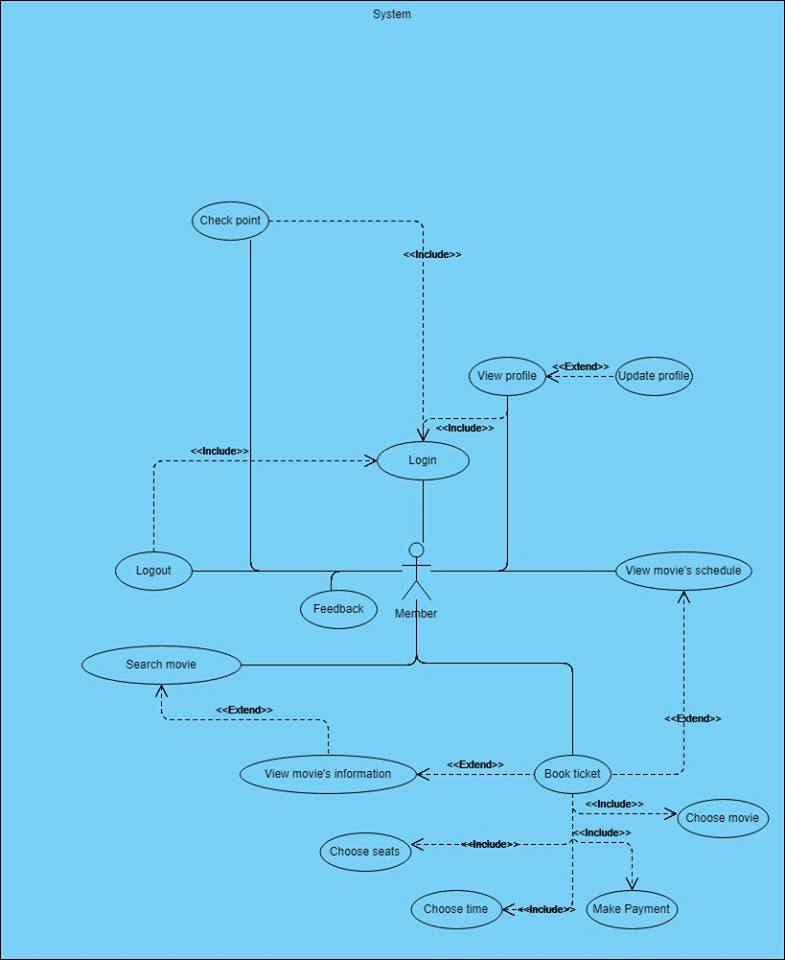 System
Check point
<<Include>>
View profile
<<Extend>>
Update profile
<<Include>>
<<Include>>
Login
Logout
View movie's schedule
Feedback
Member
Search movie
<<Extend>>
<<Extend>>
View movie's information
<<Extend>>
Book ticket
<<Include>>
Choose movie
<<Include>>
<<Include>>
Choose seats
Choose time
<<Include>>
Make Payment